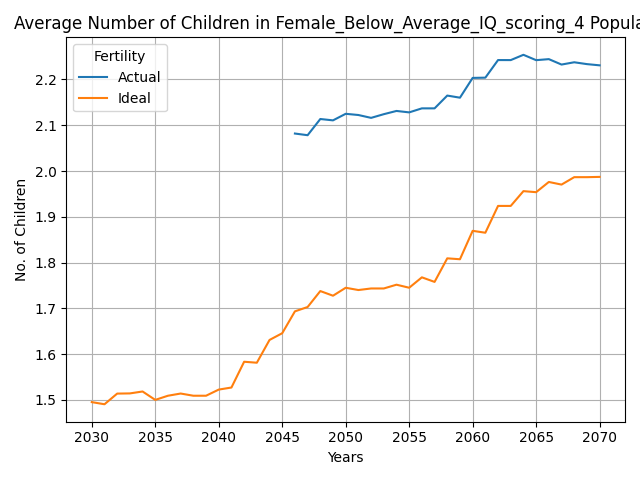 Average Number of Children in Female_Below_Average_IQ_scoring_4 Popula
Fertility
Actual
Ideal
No. of Children
2.2
2.1
2.0
1.9
1.8
1.7
1.6
1.5
2030 2035 2040 2045 2050 2055 2060 2065 2070
Years